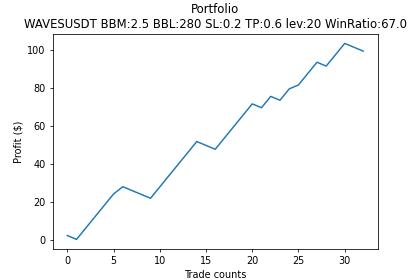 Portfolio
WAVESUSDT BBM:2.5 BBL:280 SL:0.2 TP:0.6 lev:20 WinRatio:67.0
100
80
60
40
20
0
Profit ($)
0 5 10 15 20 25 30
Trade counts